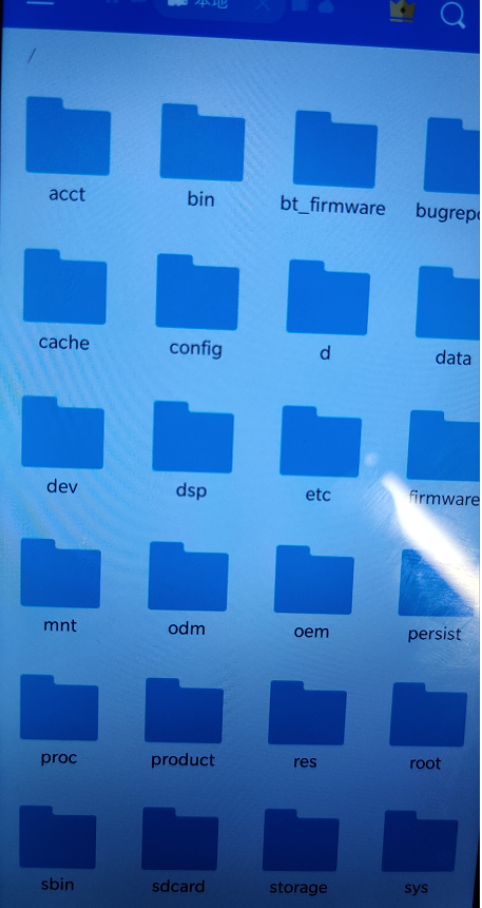 本地
/
acct bin bt_firmware bugrepo
cache config d data
dev dsp etc firmware
mnt odm oem persist
proc product res root
sbin sdcard storage sys